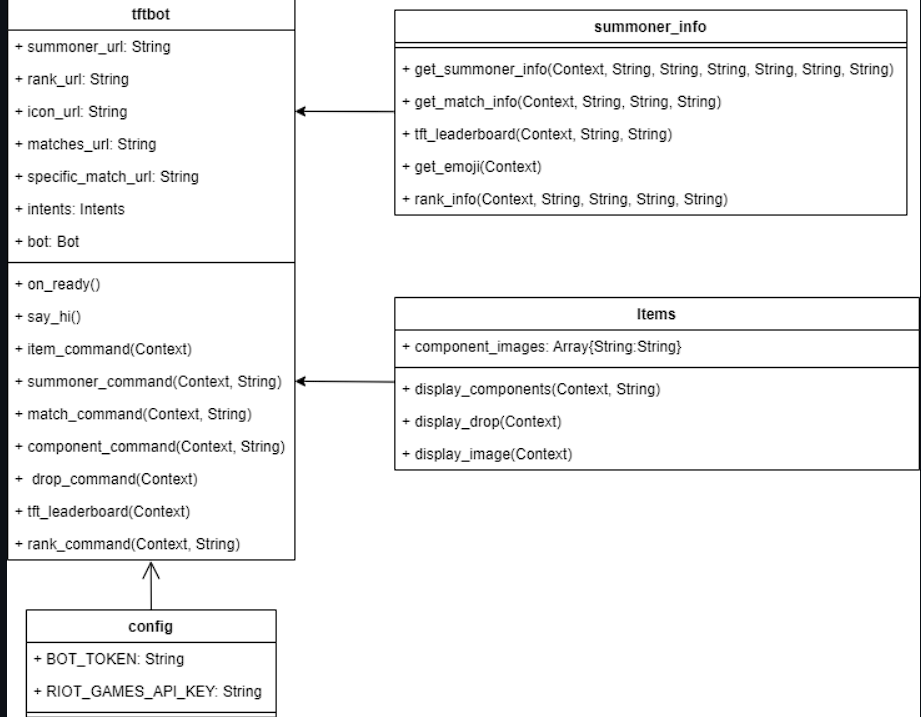 tftbot
+ summoner_url: String
+ rank_url: String
+ icon_url: String
+ matches_url: String
+ specific_match_url: String
+ intents: Intents
+ bot: Bot
+ on_ready()
+ say_hi()
+ item_command(Context)
+ summoner_command(Context, String)
+ match_command(Context, String)
+ component_command(Context, String)
+ drop_command(Context)
+ tft_leaderboard(Context)
+ rank_command(Context, String)
summoner_info
+ get_summoner_info(Context, String, String, String, String, String, String)
+ get_match_info(Context, String, String, String)
+ tft_leaderboard(Context, String, String)
+ get_emoji(Context)
+ rank_info(Context, String, String, String, String)
Items
+ component_images: Array{String:String}
+ display_components(Context, String)
+ display_drop(Context)
+ display_image(Context)
config
+ BOT_TOKEN: String
+ RIOT_GAMES_API_KEY: String